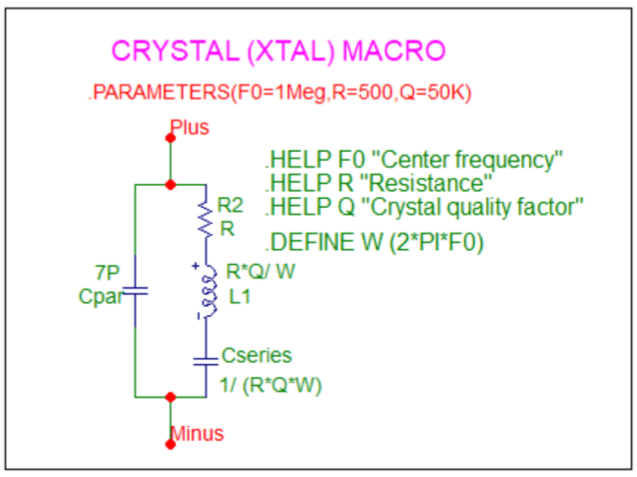 CRYSTAL (XTAL) MACRO
.PARAMETERS(F0=1Meg,R=500,Q=50K)
Plus
.HELP F0 "Center frequency"
.HELP R "Resistance"
.HELP Q "Crystal quality factor"
.DEFINE W (2*PI*F0)
R2
R
7P
Cpar
+
R*Q/ W
L1
-
Cseries
1/ (R*Q*W)
Minus